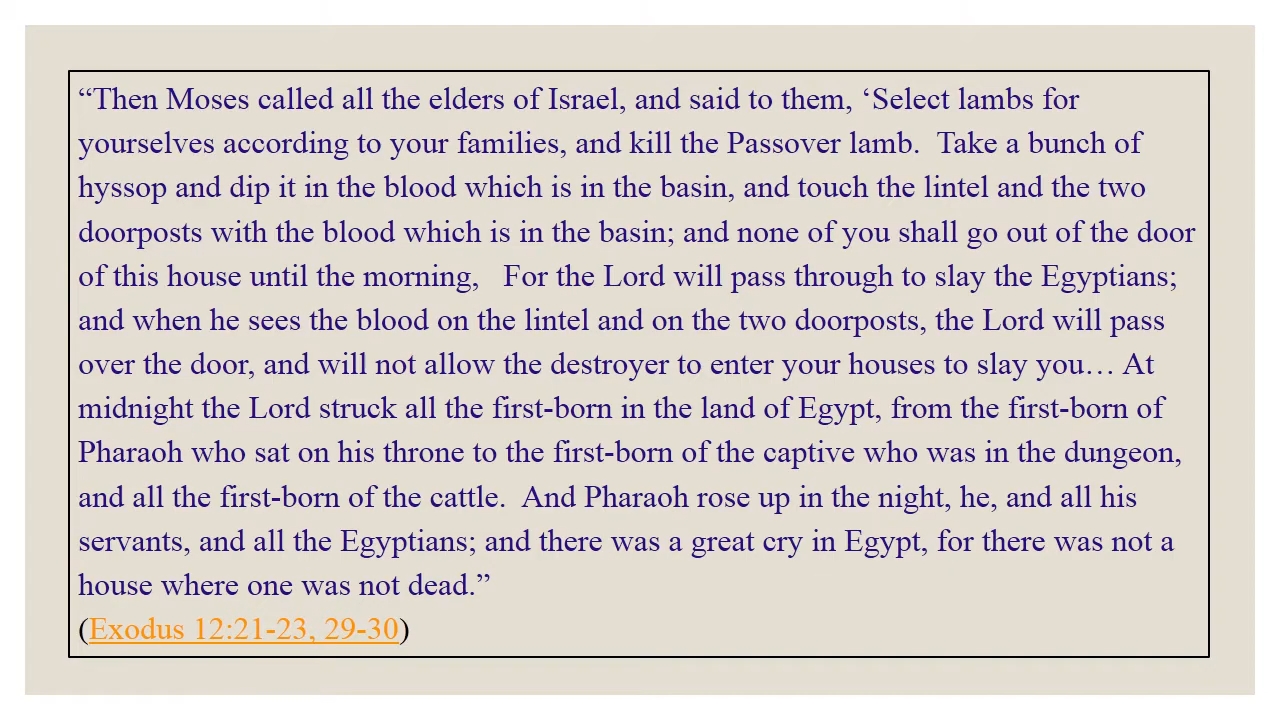 “Then Moses called all the elders of Israel, and said to them, ‘Select lambs for
yourselves according to your families, and kill the Passover lamb.  Take a bunch of
hyssop and dip it in the blood which is in the basin, and touch the lintel and the two
doorposts with the blood which is in the basin; and none of you shall go out of the door
of this house until the morning,   For the Lord will pass through to slay the Egyptians;
and when he sees the blood on the lintel and on the two doorposts, the Lord will pass
over the door, and will not allow the destroyer to enter your houses to slay you… At
midnight the Lord struck all the first-born in the land of Egypt, from the first-born of
Pharaoh who sat on his throne to the first-born of the captive who was in the dungeon,
and all the first-born of the cattle.  And Pharaoh rose up in the night, he, and all his
servants, and all the Egyptians; and there was a great cry in Egypt, for there was not a
house where one was not dead.”
(Exodus 12:21-23, 29-30)